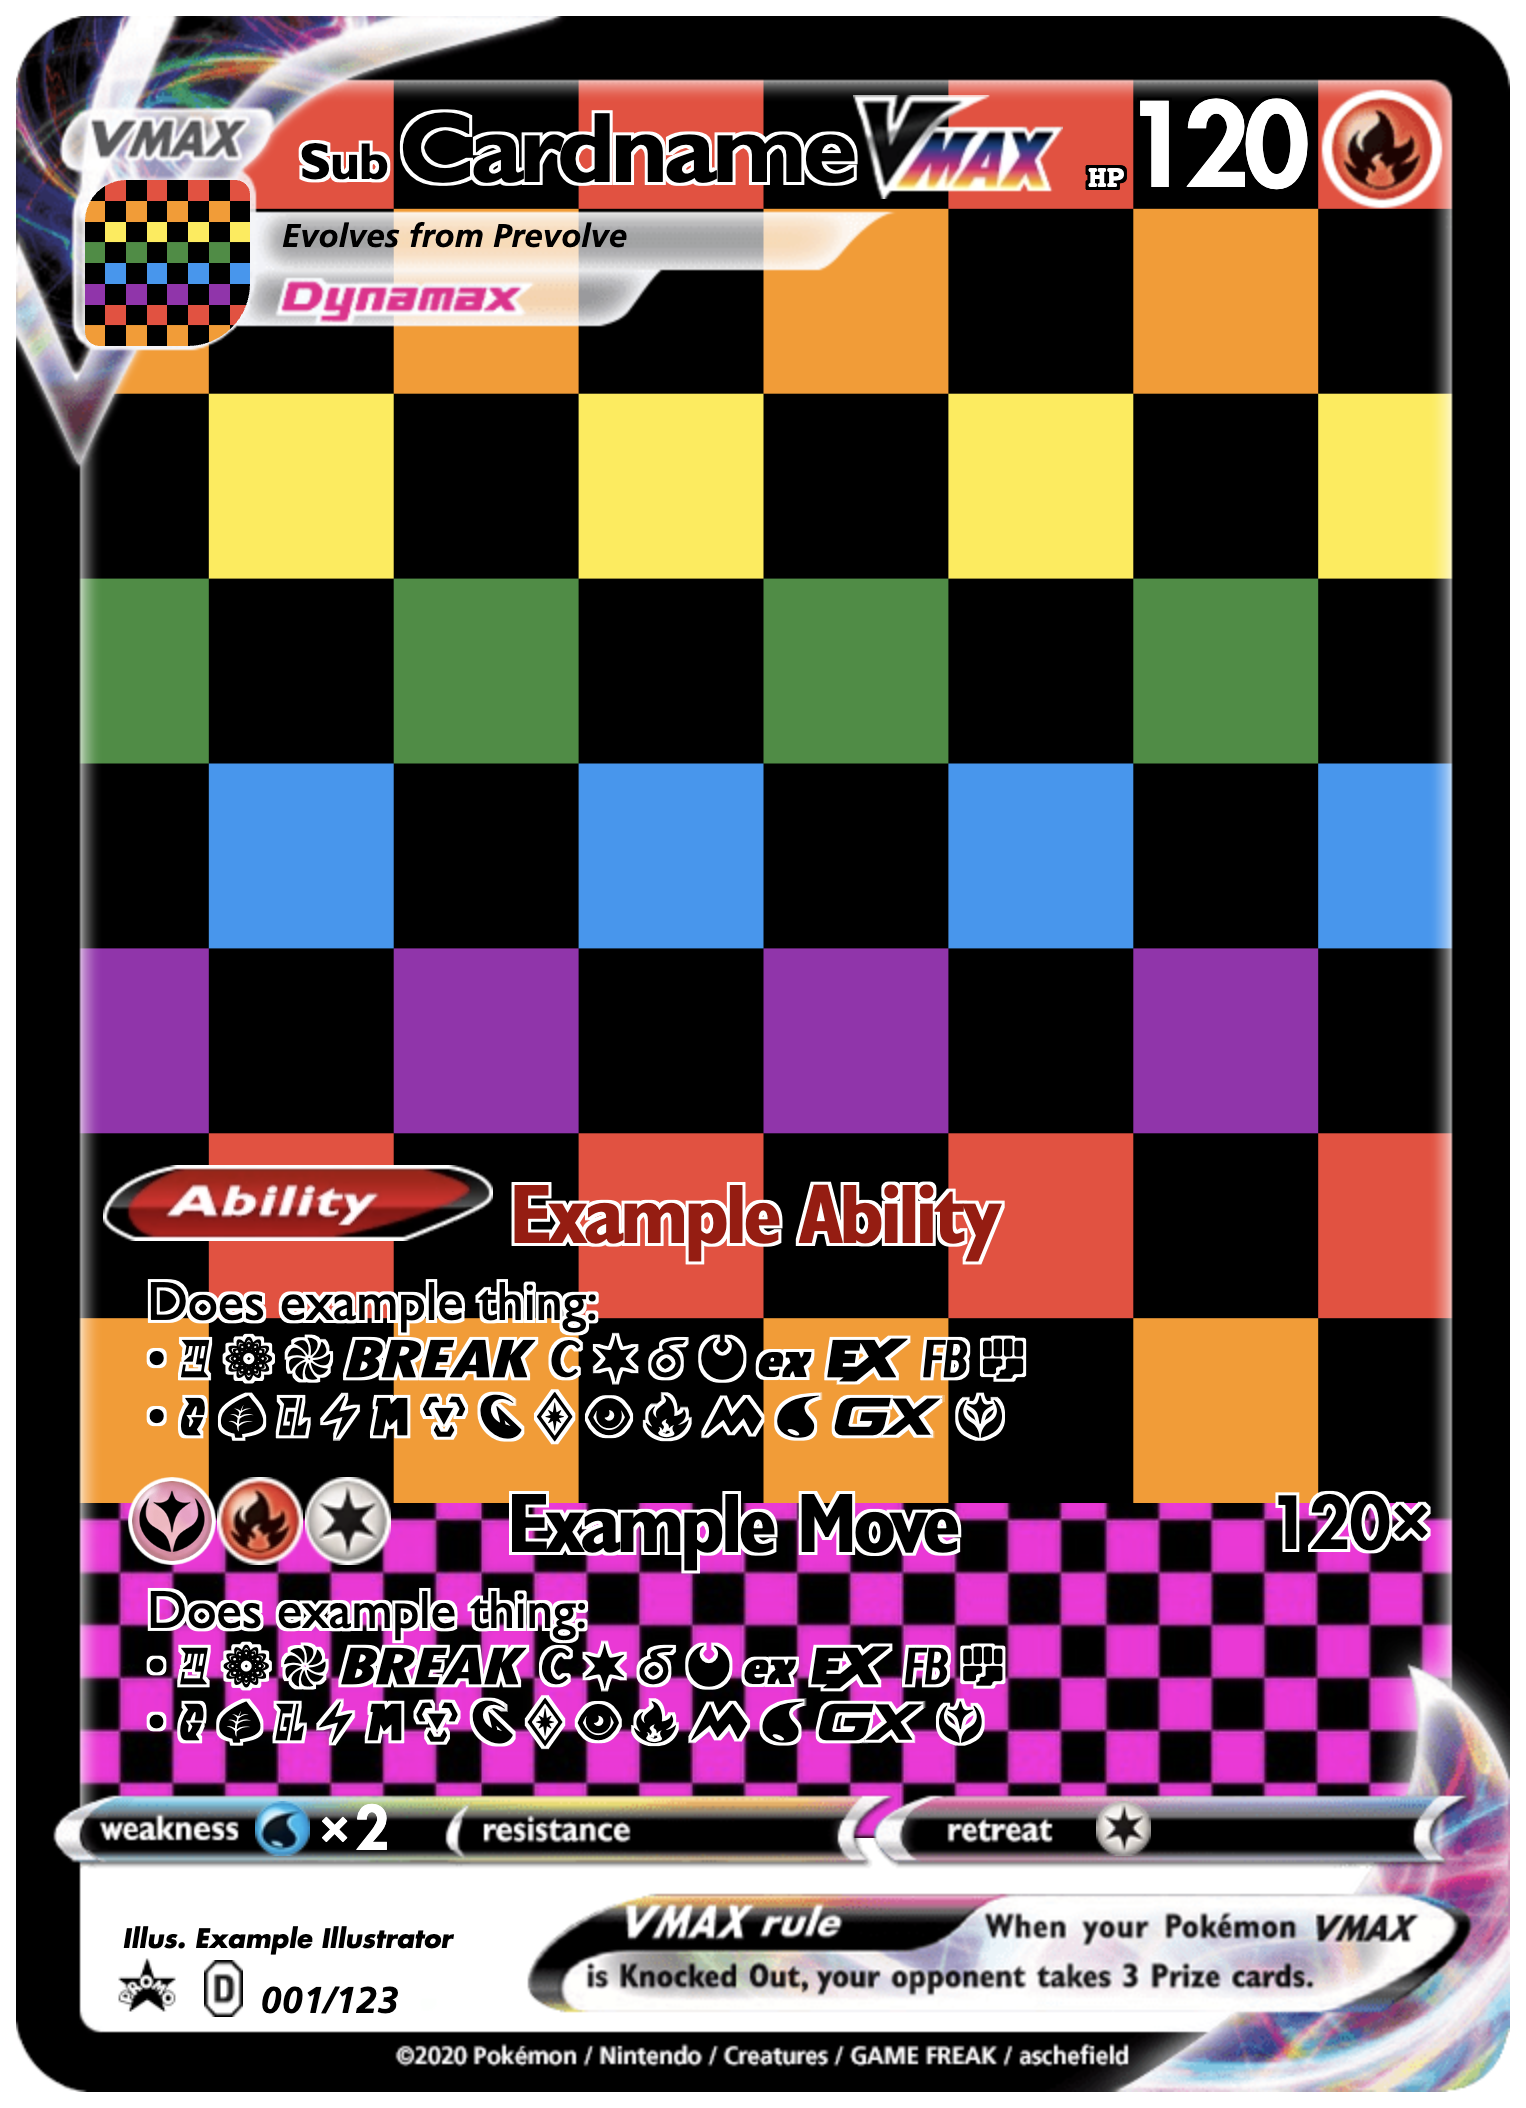 VMAX
Sub Cardname VMAX HP 120
Evolves from Prevolve
Dynamax
Ability Example Ability
Does example thing:
• BREAK C δ ex EX FB
• G GL M GX
Example Move 120×
Does example thing:
• BREAK C δ ex EX FB
• G GL M GX
weakness ×2 resistance retreat
Illus. Example Illustrator
VMAX rule When your Pokémon VMAX
is Knocked Out, your opponent takes 3 Prize cards.
PROMO D 001/123
©2020 Pokémon / Nintendo / Creatures / GAME FREAK / aschefield